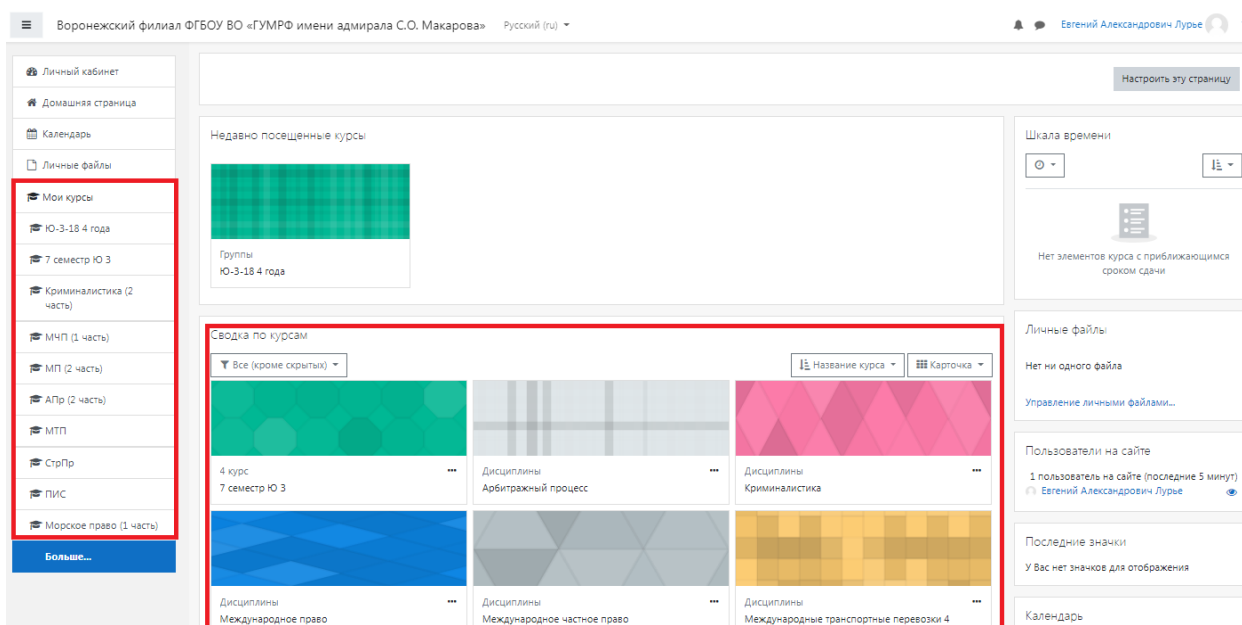 Воронежский филиал ФГБОУ ВО «ГУМРФ имени адмирала С.О. Макарова»
Русский (ru)
Евгений Александрович Лурье
Личный кабинет
Домашняя страница
Календарь
Личные файлы
Мои курсы
Ю-3-18 4 года
7 семестр Ю 3
Криминалистика (2
часть)
МЧП (1 часть)
МП (2 часть)
АПр (2 часть)
МТП
СтрПр
ПИС
Морское право (1 часть)
Больше...
Настроить эту страницу
Недавно посещенные курсы
Группы
Ю-3-18 4 года
Сводка по курсам
Все (кроме скрытых)
Название курса
Карточка
4 курс
7 семестр Ю 3
Дисциплины
Арбитражный процесс
Дисциплины
Криминалистика
Дисциплины
Международное право
Дисциплины
Международное частное право
Дисциплины
Международные транспортные перевозки 4
Шкала времени
Нет элементов курса с приближающимся
сроком сдачи
Личные файлы
Нет ни одного файла
Управление личными файлами...
Пользователи на сайте
1 пользователь на сайте (последние 5 минут)
Евгений Александрович Лурье
Последние значки
У Вас нет значков для отображения
Календарь